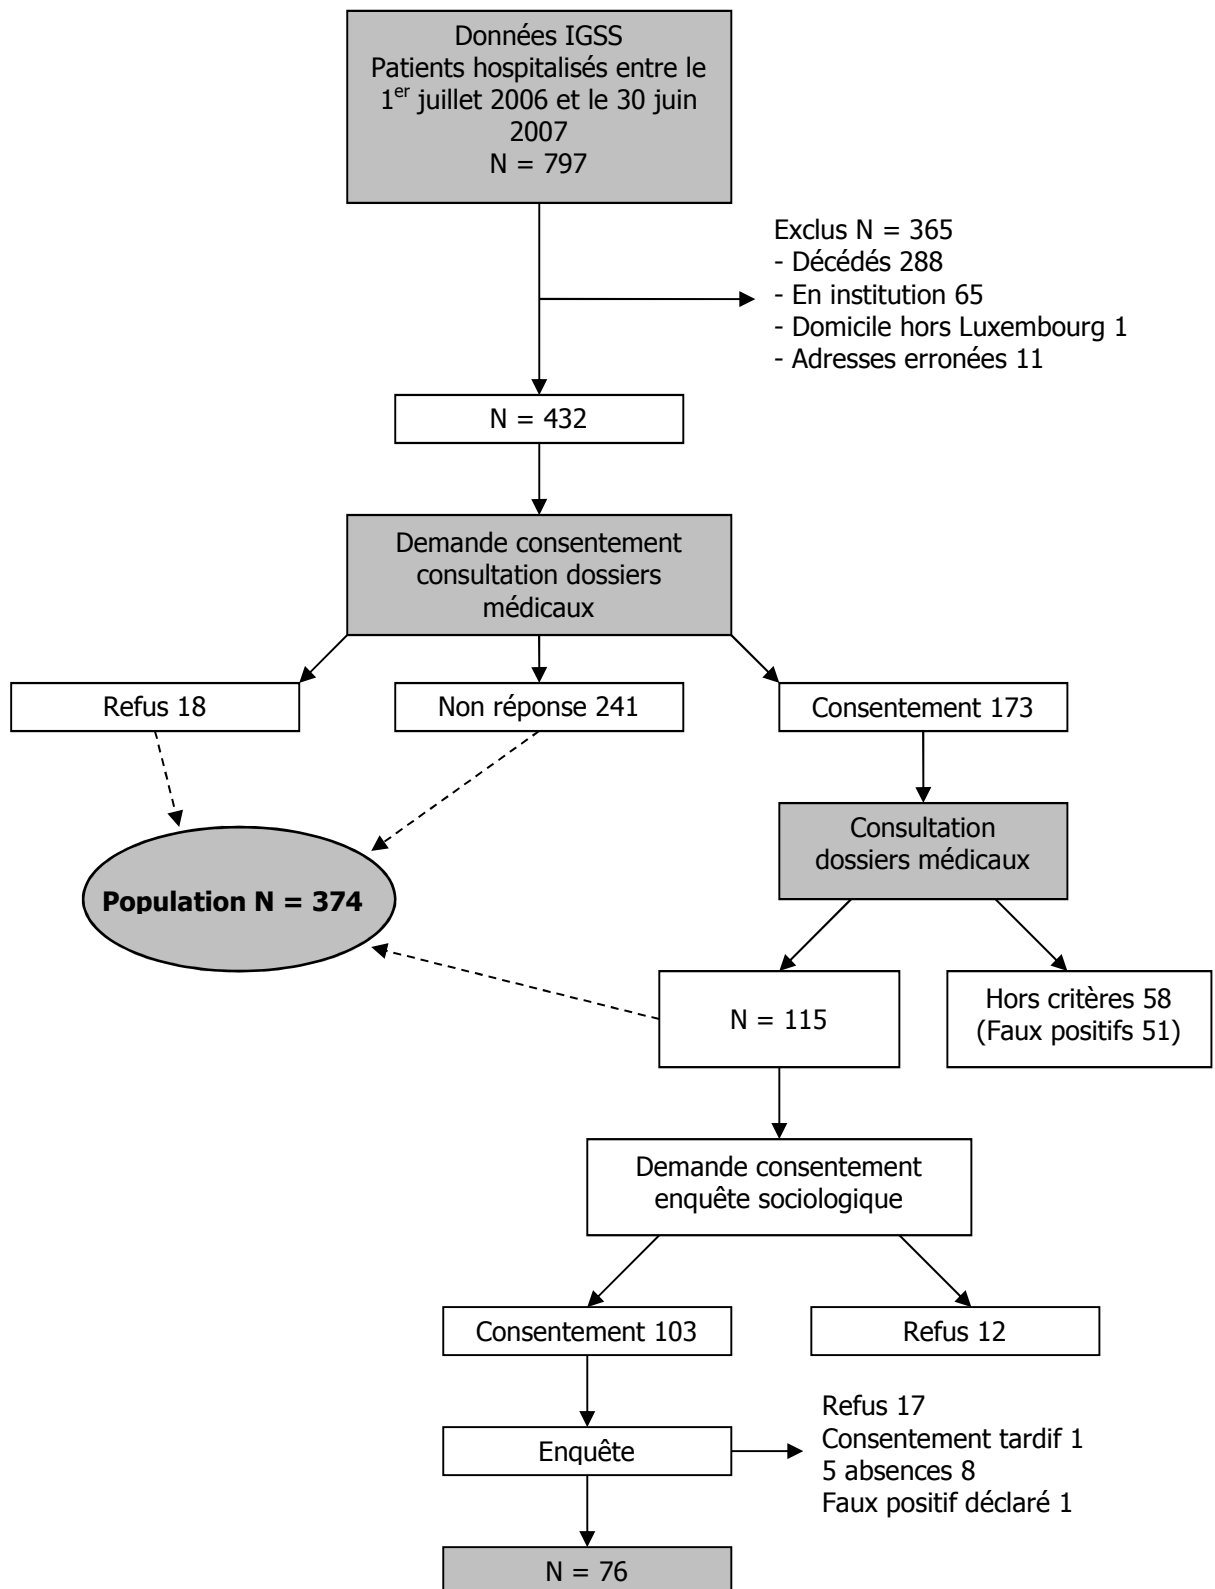 Données IGSS
Patients hospitalisés entre le
1er juillet 2006 et le 30 juin
2007
N = 797
Exclus N = 365
- Décédés 288
- En institution 65
- Domicile hors Luxembourg 1
- Adresses erronées 11
N = 432
Demande consentement
consultation dossiers
médicaux
Refus 18
Non réponse 241
Consentement 173
Consultation
dossiers médicaux
Population N = 374
N = 115
Hors critères 58
(Faux positifs 51)
Demande consentement
enquête sociologique
Consentement 103
Refus 12
Enquête
Refus 17
Consentement tardif 1
5 absences 8
Faux positif déclaré 1
N = 76